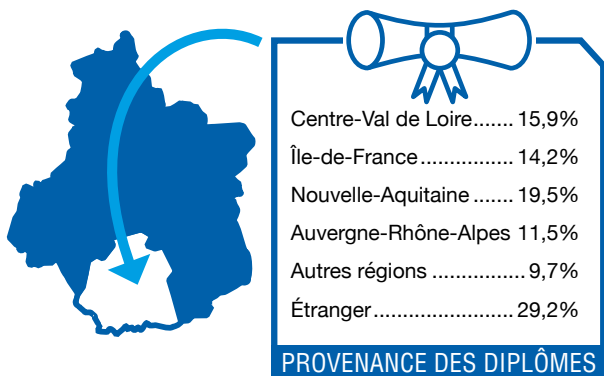 Centre-Val de Loire....... 15,9%
Île-de-France................ 14,2%
Nouvelle-Aquitaine ....... 19,5%
Auvergne-Rhône-Alpes 11,5%
Autres régions ................ 9,7%
Étranger........................ 29,2%
PROVENANCE DES DIPLÔMES